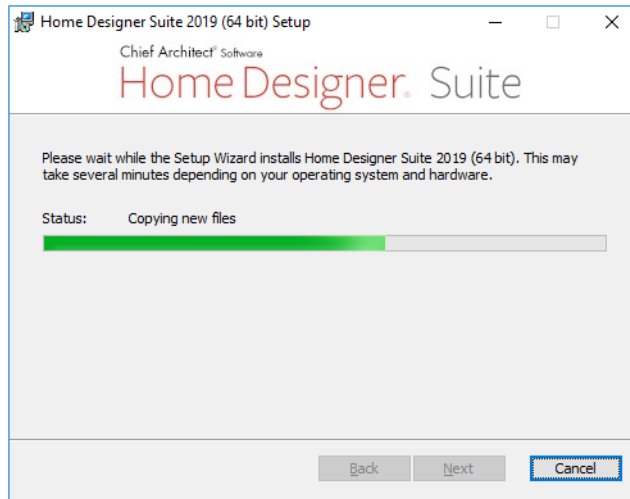 Home Designer Suite 2019 (64 bit) Setup
Chief Architect® Software
Home Designer® Suite
Please wait while the Setup Wizard installs Home Designer Suite 2019 (64 bit). This may
take several minutes depending on your operating system and hardware.
Status: Copying new files
Back Next Cancel